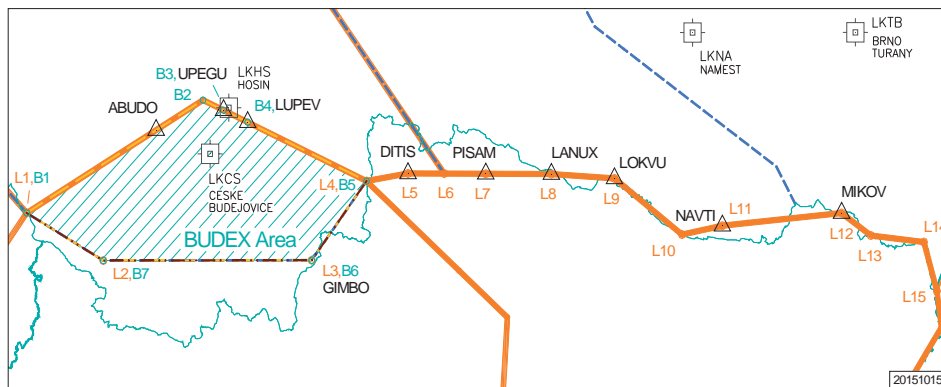 LKTB
BRNO
TURANY
LKNA
NAMEST
LKHS
HOSIN
B3, UPEGU
B2
B4, LUPEV
ABUDO
LKCS
CESKE
BUDEJOVICE
L1,B1
L4,B5
BUDEX Area
L2,B7
L3,B6
GIMBO
DITIS
L5
L6
PISAM
L7
LANUX
L8
LOKVU
L9
NAVTI
L10
L11
MIKOV
L12
L13
L14
L15
20151015